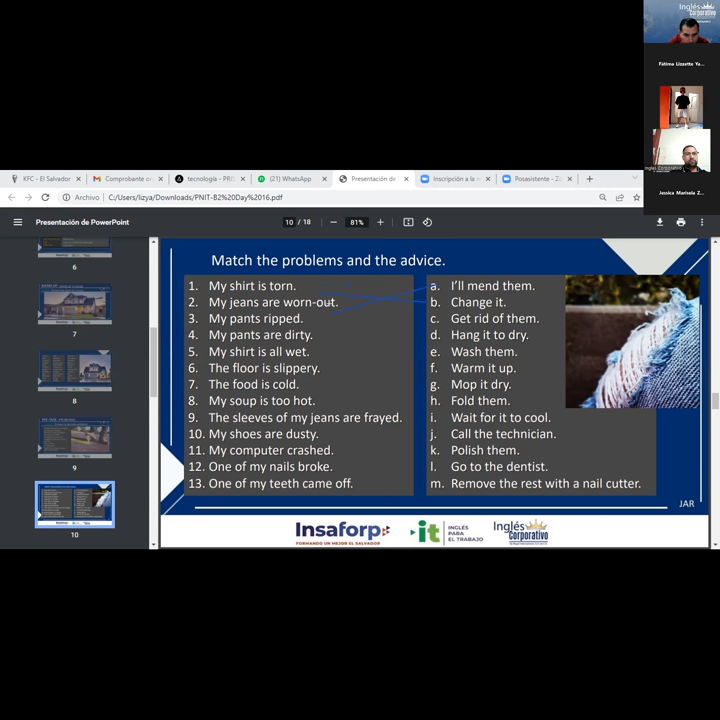 Inglés
Corporativo
Fátima Lizzette Ya...
Inglés Corporativo
Jessica Marisela Z...
KFC - El Salvador
Comprobante
tecnología - PRI
(21) WhatsApp
Presentación de
Inscripción a la
Posasistente - Z
Archivo
C:/Users/lizya/Downloads/PNIT-B2%20Day%2016.pdf
Presentación de PowerPoint
10 / 18
81%
6
7
8
9
10
Match the problems and the advice.
1. My shirt is torn.
2. My jeans are worn-out.
3. My pants ripped.
4. My pants are dirty.
5. My shirt is all wet.
6. The floor is slippery.
7. The food is cold.
8. My soup is too hot.
9. The sleeves of my jeans are frayed.
10. My shoes are dusty.
11. My computer crashed.
12. One of my nails broke.
13. One of my teeth came off.
a. I'll mend them.
b. Change it.
c. Get rid of them.
d. Hang it to dry.
e. Wash them.
f. Warm it up.
g. Mop it dry.
h. Fold them.
i. Wait for it to cool.
j. Call the technician.
k. Polish them.
l. Go to the dentist.
m. Remove the rest with a nail cutter.
JAR
Insaforp
FORMANDO UN MEJOR EL SALVADOR
it
INGLÉS
PARA
EL TRABAJO
Inglés
Corporativo